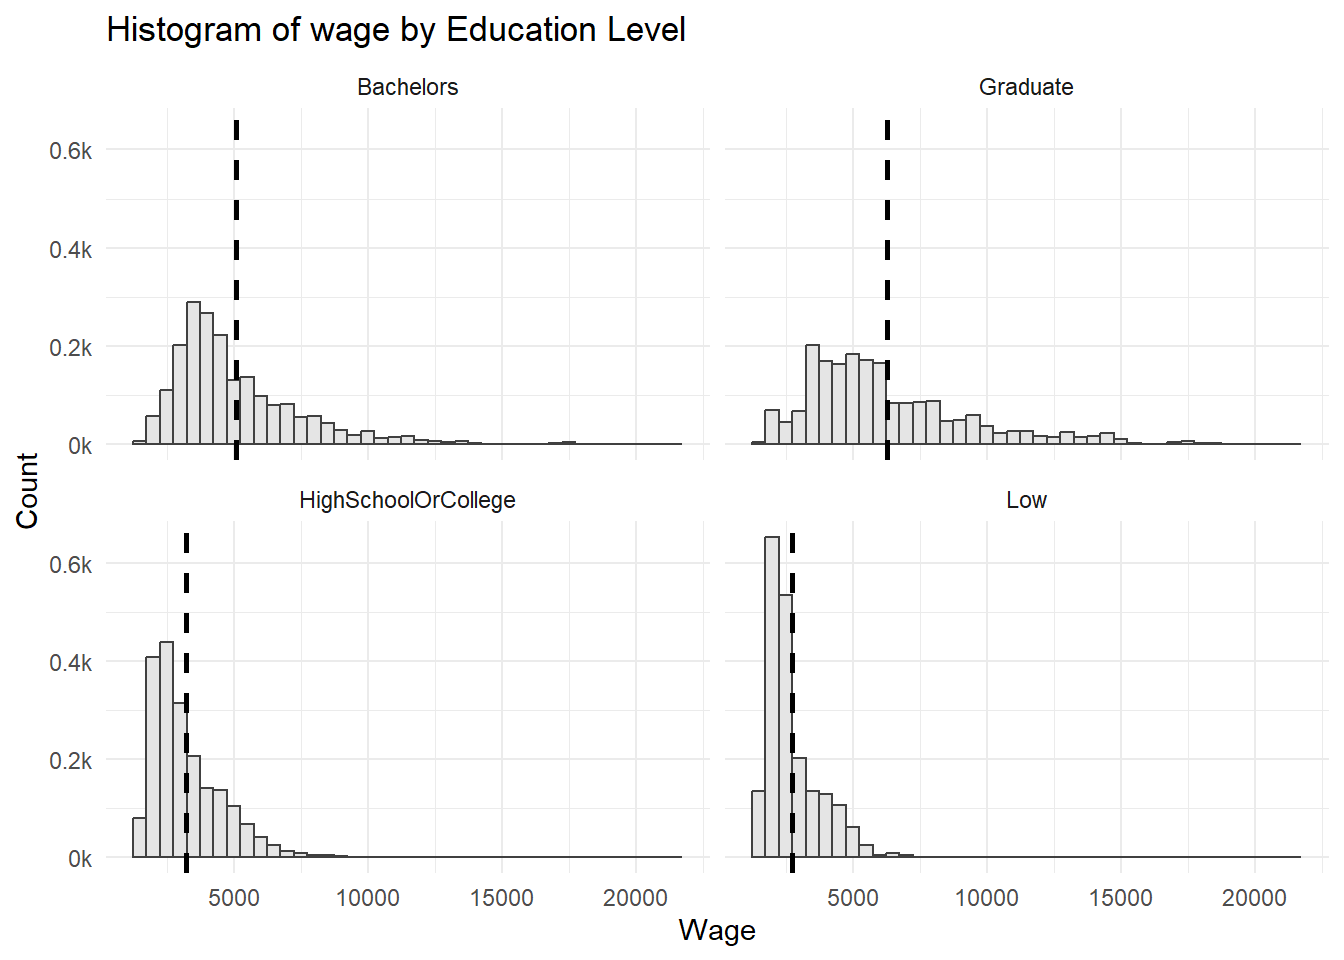 Histogram of wage by Education Level
Bachelors
Graduate
0.6k
0.4k
0.2k
0k
Count
HighSchoolOrCollege
Low
0.6k
0.4k
0.2k
0k
5000 10000 15000 20000
5000 10000 15000 20000
Wage